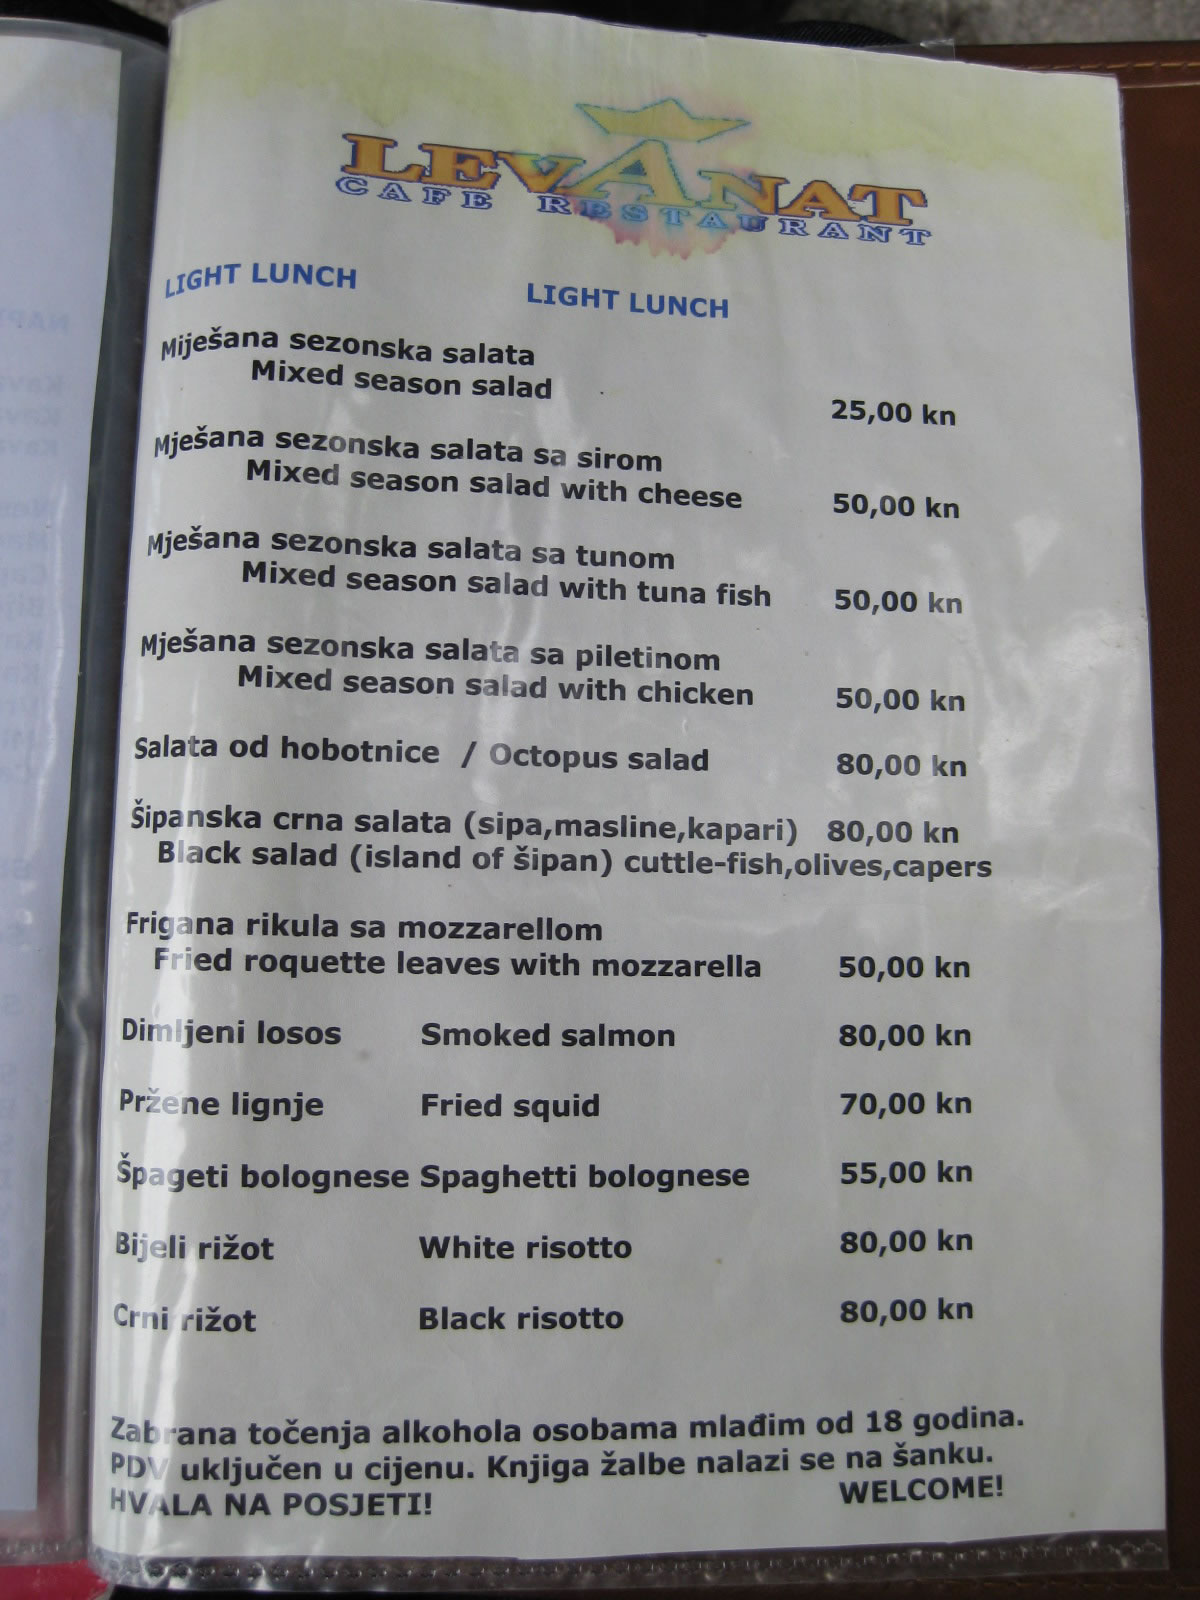 LEVANAT
CAFE RESTAURANT
LIGHT LUNCH LIGHT LUNCH
Miješana sezonska salata
Mixed season salad 25,00 kn
Mješana sezonska salata sa sirom
Mixed season salad with cheese 50,00 kn
Mješana sezonska salata sa tunom
Mixed season salad with tuna fish 50,00 kn
Mješana sezonska salata sa piletinom
Mixed season salad with chicken 50,00 kn
Salata od hobotnice / Octopus salad 80,00 kn
Šipanska crna salata (sipa,masline,kapari) 80,00 kn
Black salad (island of šipan) cuttle-fish,olives,capers
Frigana rikula sa mozzarellom
Fried roquette leaves with mozzarella 50,00 kn
Dimljeni losos Smoked salmon 80,00 kn
Pržene lignje Fried squid 70,00 kn
Špageti bolognese Spaghetti bolognese 55,00 kn
Bijeli rižot White risotto 80,00 kn
Crni rižot Black risotto 80,00 kn
Zabrana točenja alkohola osobama mlađim od 18 godina.
PDV uključen u cijenu. Knjiga žalbe nalazi se na šanku.
HVALA NA POSJETI! WELCOME!